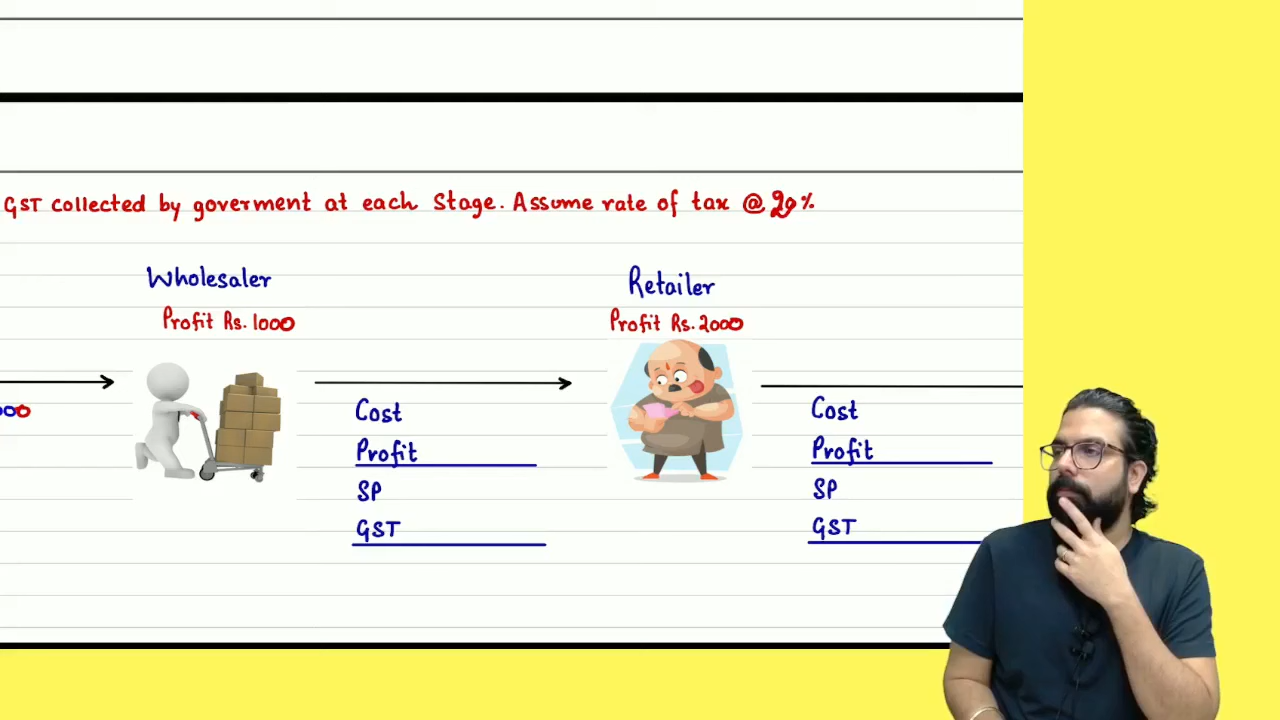 GST collected by goverment at each Stage. Assume rate of tax @ 20%
Wholesaler
Profit Rs. 1000
Retailer
Profit Rs. 2000
Cost
Profit
SP
GST
Cost
Profit
SP
GST